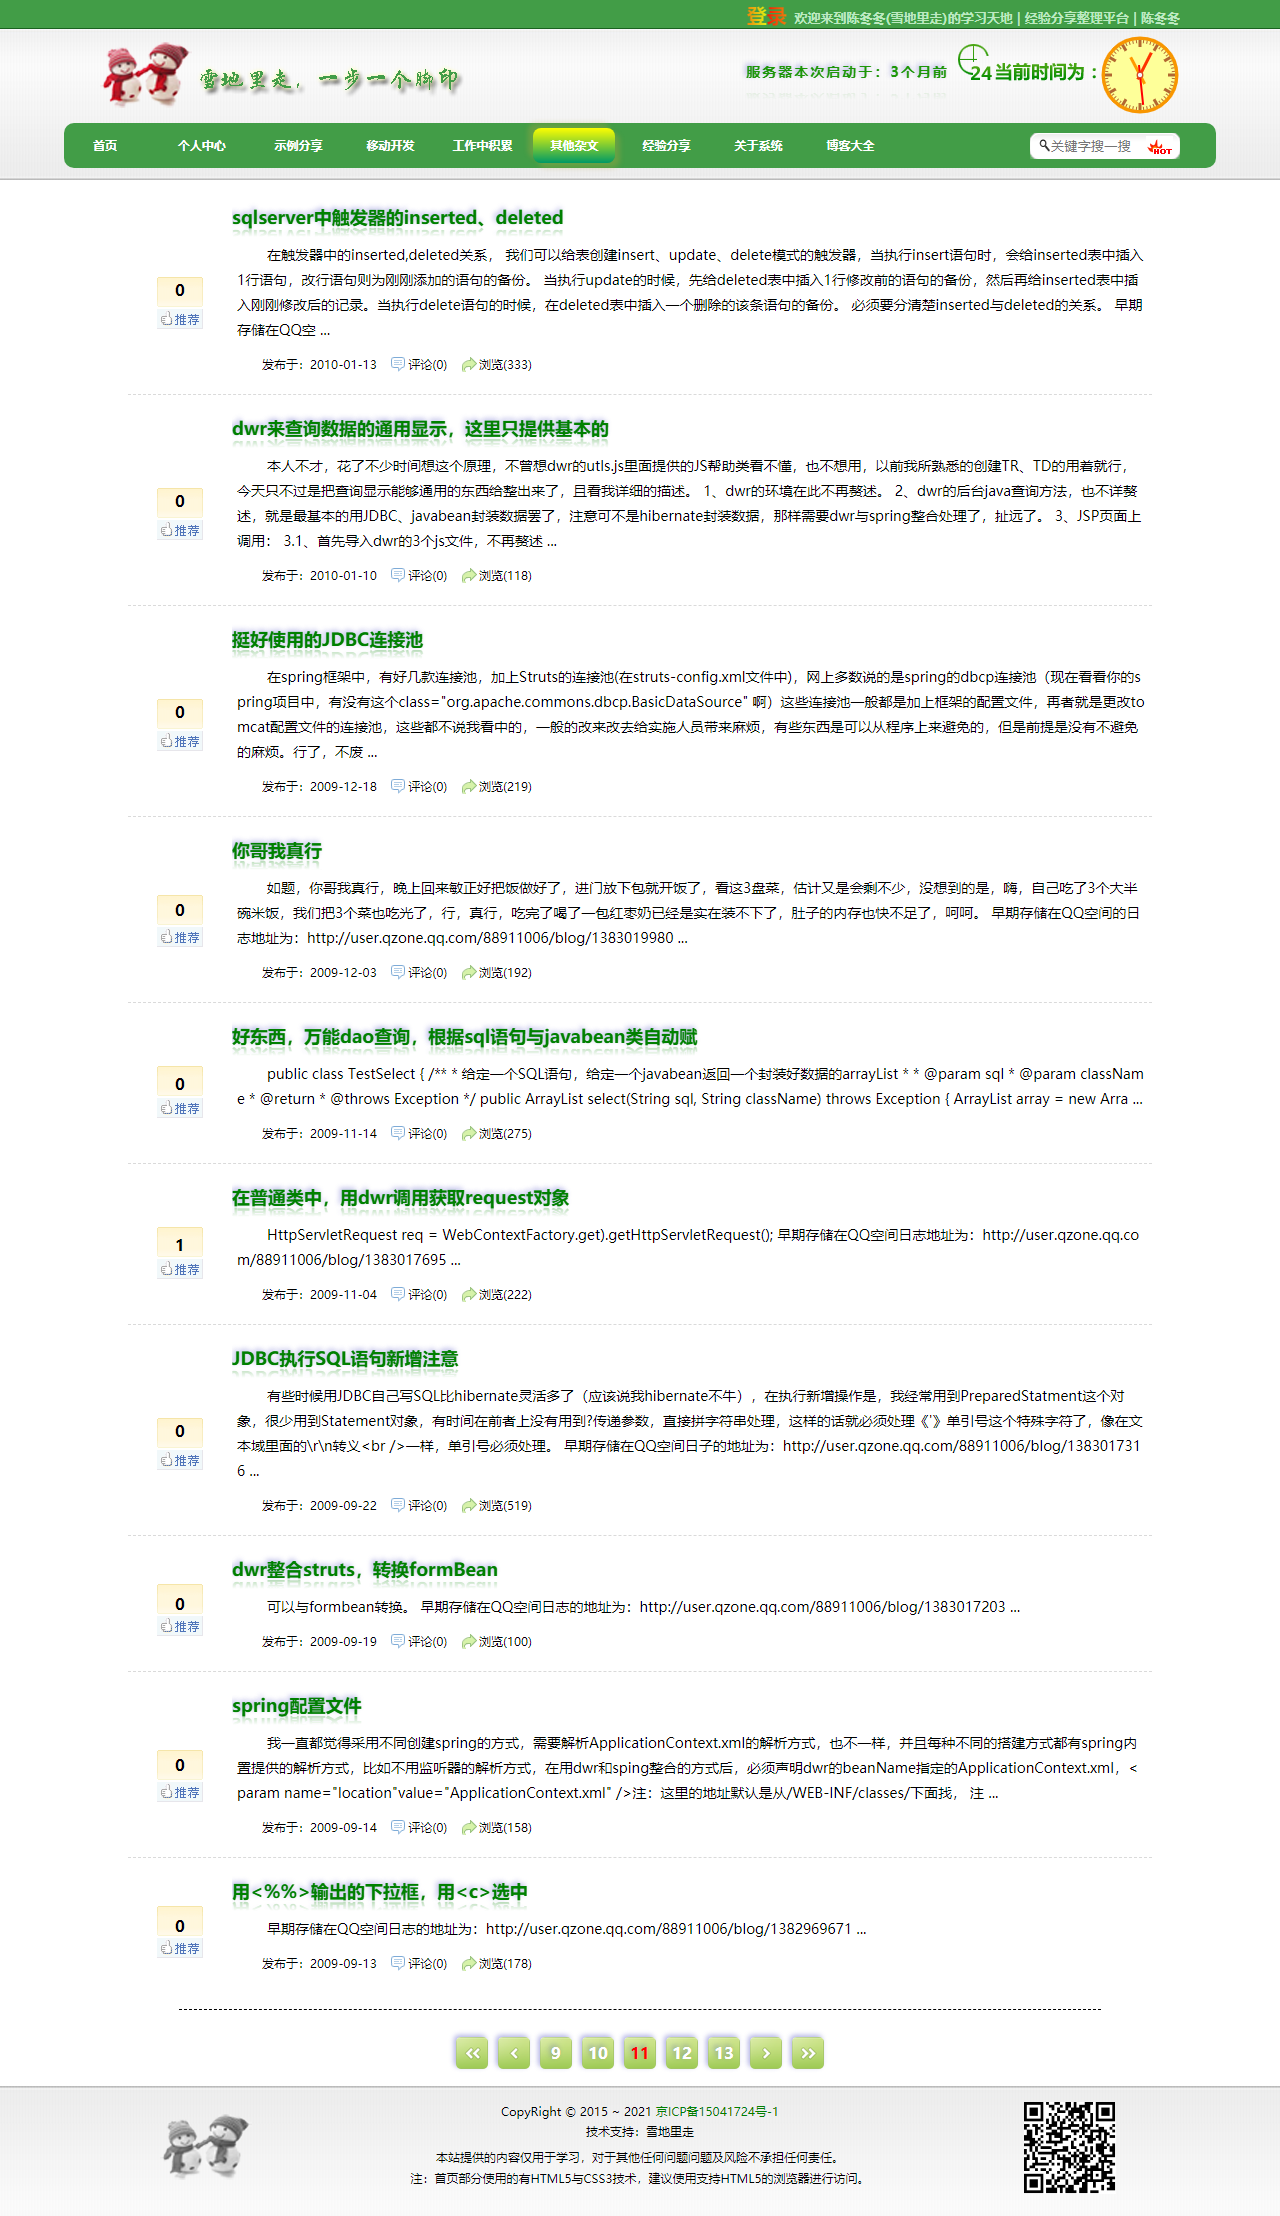 登录 欢迎来到陈冬冬(雪地里走)的学习天地 | 经验分享整理平台 | 陈冬冬
雪地里走，一步一个脚印
服务器本次启动于：3个月前 24 当前时间为：
首页 个人中心 示例分享 移动开发 工作中积累 其他杂文 经验分享 关于系统 博客大全 关键字搜一搜 HOT
sqlserver中触发器的inserted、deleted
在触发器中的inserted,deleted关系， 我们可以给表创建insert、update、delete模式的触发器，当执行insert语句时，会给inserted表中插入
1行语句，改行语句则为刚刚添加的语句的备份。 当执行update的时候，先给deleted表中插入1行修改前的语句的备份，然后再给inserted表中插
入刚刚修改后的记录。当执行delete语句的时候，在deleted表中插入一个删除的该条语句的备份。 必须要分清楚inserted与deleted的关系。 早期
存储在QQ空 ...
0
推荐
发布于：2010-01-13 评论(0) 浏览(333)
dwr来查询数据的通用显示，这里只提供基本的
本人不才，花了不少时间想这个原理，不曾想dwr的utls.js里面提供的JS帮助类看不懂，也不想用，以前我所熟悉的创建TR、TD的用着就行，
今天只不过是把查询显示能够通用的东西给整出来了，且看我详细的描述。 1、dwr的环境在此不再赘述。 2、dwr的后台java查询方法，也不详赘
述，就是最基本的用JDBC、javabean封装数据罢了，注意可不是hibernate封装数据，那样需要dwr与spring整合处理了，扯远了。 3、JSP页面上
调用： 3.1、首先导入dwr的3个js文件，不再赘述 ...
0
推荐
发布于：2010-01-10 评论(0) 浏览(118)
挺好使用的JDBC连接池
在spring框架中，有好几款连接池，加上Struts的连接池(在struts-config.xml文件中)，网上多数说的是spring的dbcp连接池（现在看看你的s
pring项目中，有没有这个class="org.apache.commons.dbcp.BasicDataSource" 啊）这些连接池一般都是加上框架的配置文件，再者就是更改to
mcat配置文件的连接池，这些都不说我看中的，一般的改来改去给实施人员带来麻烦，有些东西是可以从程序上来避免的，但是前提是没有不避免
的麻烦。行了，不废 ...
0
推荐
发布于：2009-12-18 评论(0) 浏览(219)
你哥我真行
如题，你哥我真行，晚上回来敏正好把饭做好了，进门放下包就开饭了，看这3盘菜，估计又是会剩不少，没想到的是，嗨，自己吃了3个大半
碗米饭，我们把3个菜也吃光了，行，真行，吃完了喝了一包红枣奶已经是实在装不下了，肚子的内存也快不足了，呵呵。 早期存储在QQ空间的日
志地址为：http://user.qzone.qq.com/88911006/blog/1383019980 ...
0
推荐
发布于：2009-12-03 评论(0) 浏览(192)
好东西，万能dao查询，根据sql语句与javabean类自动赋
public class TestSelect { /** * 给定一个SQL语句，给定一个javabean返回一个封装好数据的arrayList * * @param sql * @param classNam
e * @return * @throws Exception */ public ArrayList select(String sql, String className) throws Exception { ArrayList array = new Arra ...
0
推荐
发布于：2009-11-14 评论(0) 浏览(275)
在普通类中，用dwr调用获取request对象
HttpServletRequest req = WebContextFactory.get).getHttpServletRequest(); 早期存储在QQ空间日志地址为：http://user.qzone.qq.co
m/88911006/blog/1383017695 ...
1
推荐
发布于：2009-11-04 评论(0) 浏览(222)
JDBC执行SQL语句新增注意
有些时候用JDBC自己写SQL比hibernate灵活多了（应该说我hibernate不牛），在执行新增操作是，我经常用到PreparedStatment这个对
象，很少用到Statement对象，有时间在前者上没有用到?传递参数，直接拼字符串处理，这样的话就必须处理《'》单引号这个特殊字符了，像在文
本域里面的\r\n转义<br />一样，单引号必须处理。 早期存储在QQ空间日子的地址为：http://user.qzone.qq.com/88911006/blog/138301731
6 ...
0
推荐
发布于：2009-09-22 评论(0) 浏览(519)
dwr整合struts，转换formBean
可以与formbean转换。 早期存储在QQ空间日志的地址为：http://user.qzone.qq.com/88911006/blog/1383017203 ...
0
推荐
发布于：2009-09-19 评论(0) 浏览(100)
spring配置文件
我一直都觉得采用不同创建spring的方式，需要解析ApplicationContext.xml的解析方式，也不一样，并且每种不同的搭建方式都有spring内
置提供的解析方式，比如不用监听器的解析方式，在用dwr和sping整合的方式后，必须声明dwr的beanName指定的ApplicationContext.xml，<
param name="location"value="ApplicationContext.xml" />注：这里的地址默认是从/WEB-INF/classes/下面找， 注 ...
0
推荐
发布于：2009-09-14 评论(0) 浏览(158)
用<%%>输出的下拉框，用<c>选中
早期存储在QQ空间日志的地址为：http://user.qzone.qq.com/88911006/blog/1382969671 ...
0
推荐
发布于：2009-09-13 评论(0) 浏览(178)
« ‹ 9 10 11 12 13 › »
CopyRight © 2015 ~ 2021 京ICP备15041724号-1
技术支持：雪地里走
本站提供的内容仅用于学习，对于其他任何问题问题及风险不承担任何责任。
注：首页部分使用的有HTML5与CSS3技术，建议使用支持HTML5的浏览器进行访问。